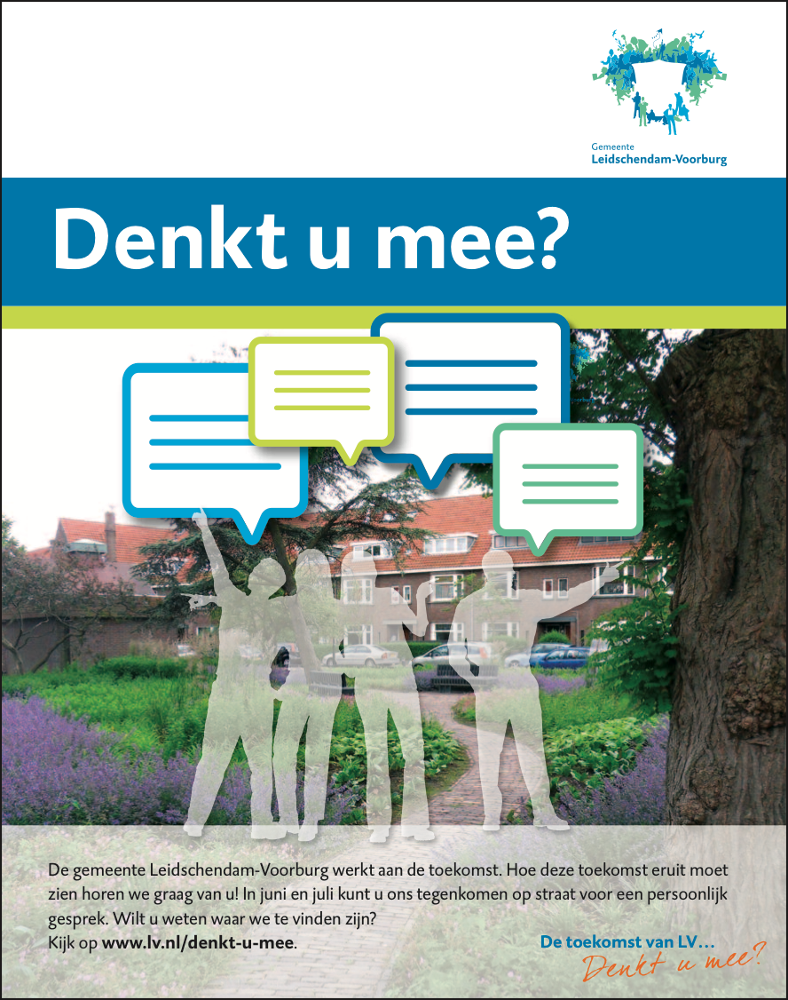 Gemeente
Leidschendam-Voorburg
Denkt u mee?
De gemeente Leidschendam-Voorburg werkt aan de toekomst. Hoe deze toekomst eruit moet
zien horen we graag van u! In juni en juli kunt u ons tegenkomen op straat voor een persoonlijk
gesprek. Wilt u weten waar we te vinden zijn?
Kijk op www.lv.nl/denkt-u-mee.
De toekomst van LV...
Denkt u mee?